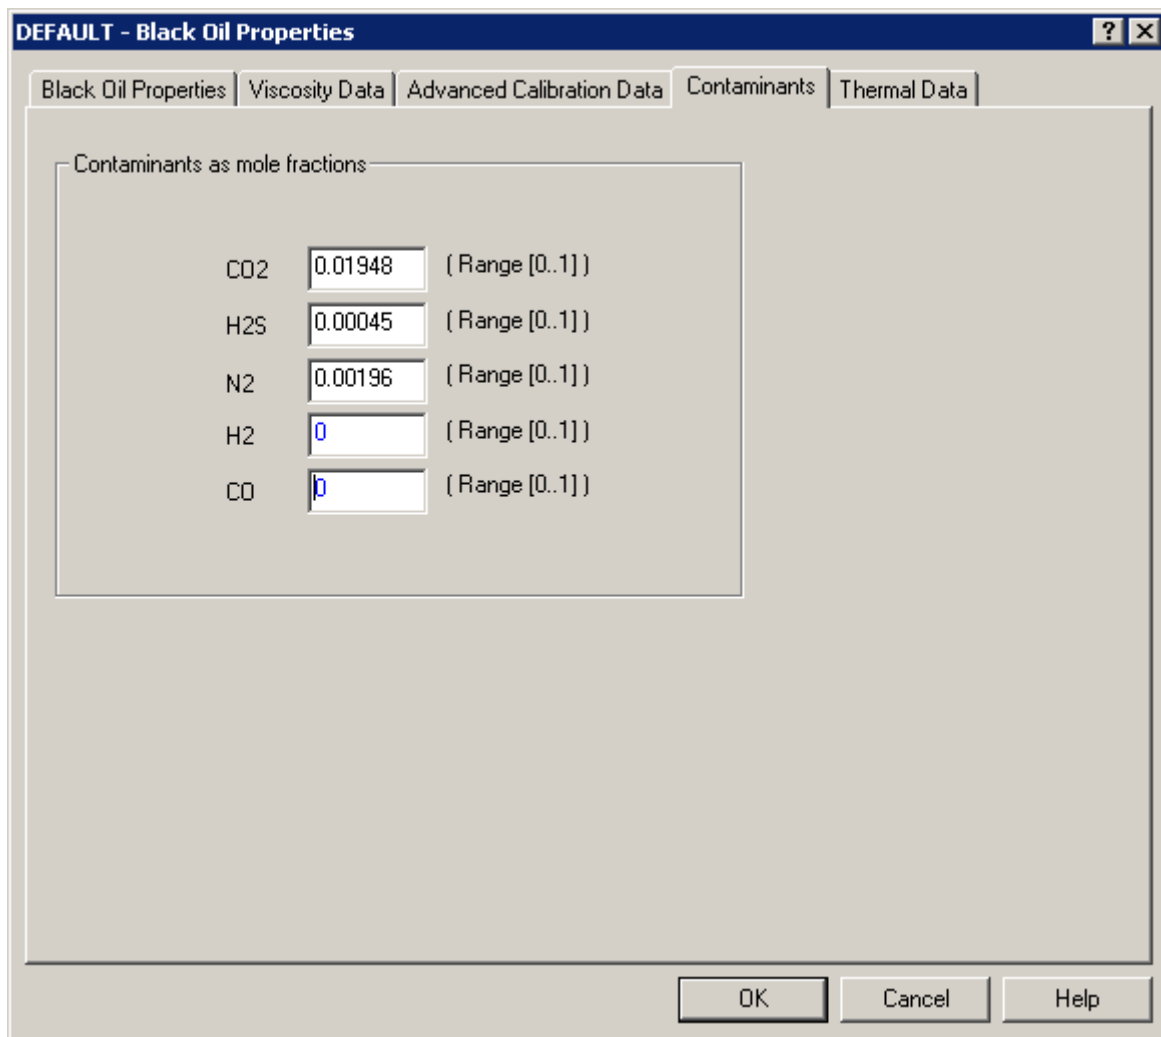 DEFAULT - Black Oil Properties
Black Oil Properties Viscosity Data Advanced Calibration Data Contaminants Thermal Data
Contaminants as mole fractions
CO2 0.01948 ( Range [0..1] )
H2S 0.00045 ( Range [0..1] )
N2 0.00196 ( Range [0..1] )
H2 0 ( Range [0..1] )
CO 0 ( Range [0..1] )
OK Cancel Help